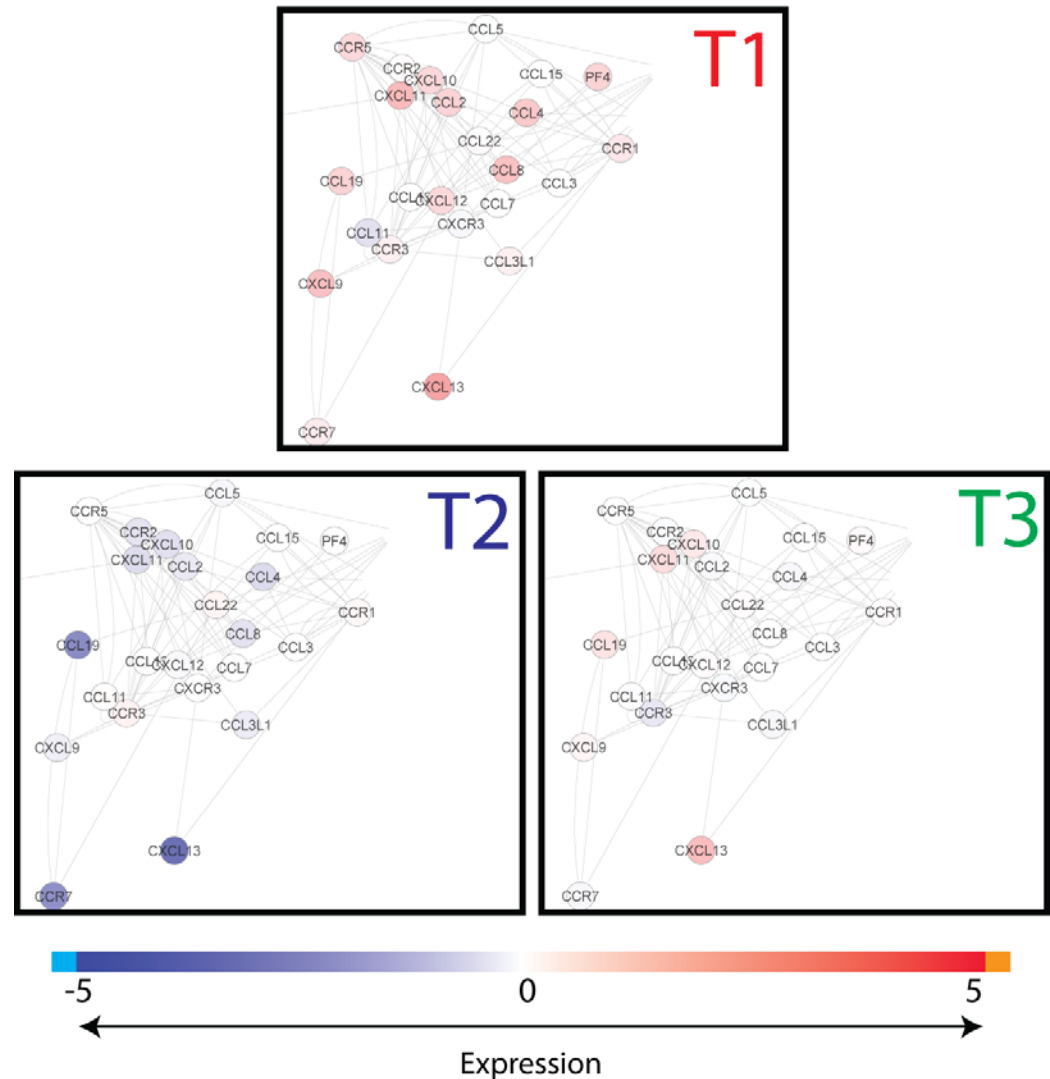 CCL5
T1
CCR5
CCR2
CXCL10
CCL15
PF4
CXCL11
CCL2
CCL4
CCL22
CCR1
CCL8
CCL19
CCL3
CXCL12
CCL7
CXCR3
CCL11
CCR3
CCL3L1
CXCL9
CXCL13
CCR7
T2
CCL5
CCR5
CCR2
CXCL10
CCL15
PF4
CXCL11
CCL2
CCL4
CCL22
CCR1
CCL8
CCL19
CCL3
CXCL12
CCL7
CXCR3
CCL11
CCR3
CCL3L1
CXCL9
CXCL13
CCR7
T3
CCL5
CCR5
CCR2
CXCL10
CCL15
PF4
CXCL11
CCL2
CCL4
CCL22
CCR1
CCL8
CCL19
CCL3
CXCL12
CCL7
CXCR3
CCL11
CCR3
CCL3L1
CXCL9
CXCL13
CCR7
-5 0 5
Expression